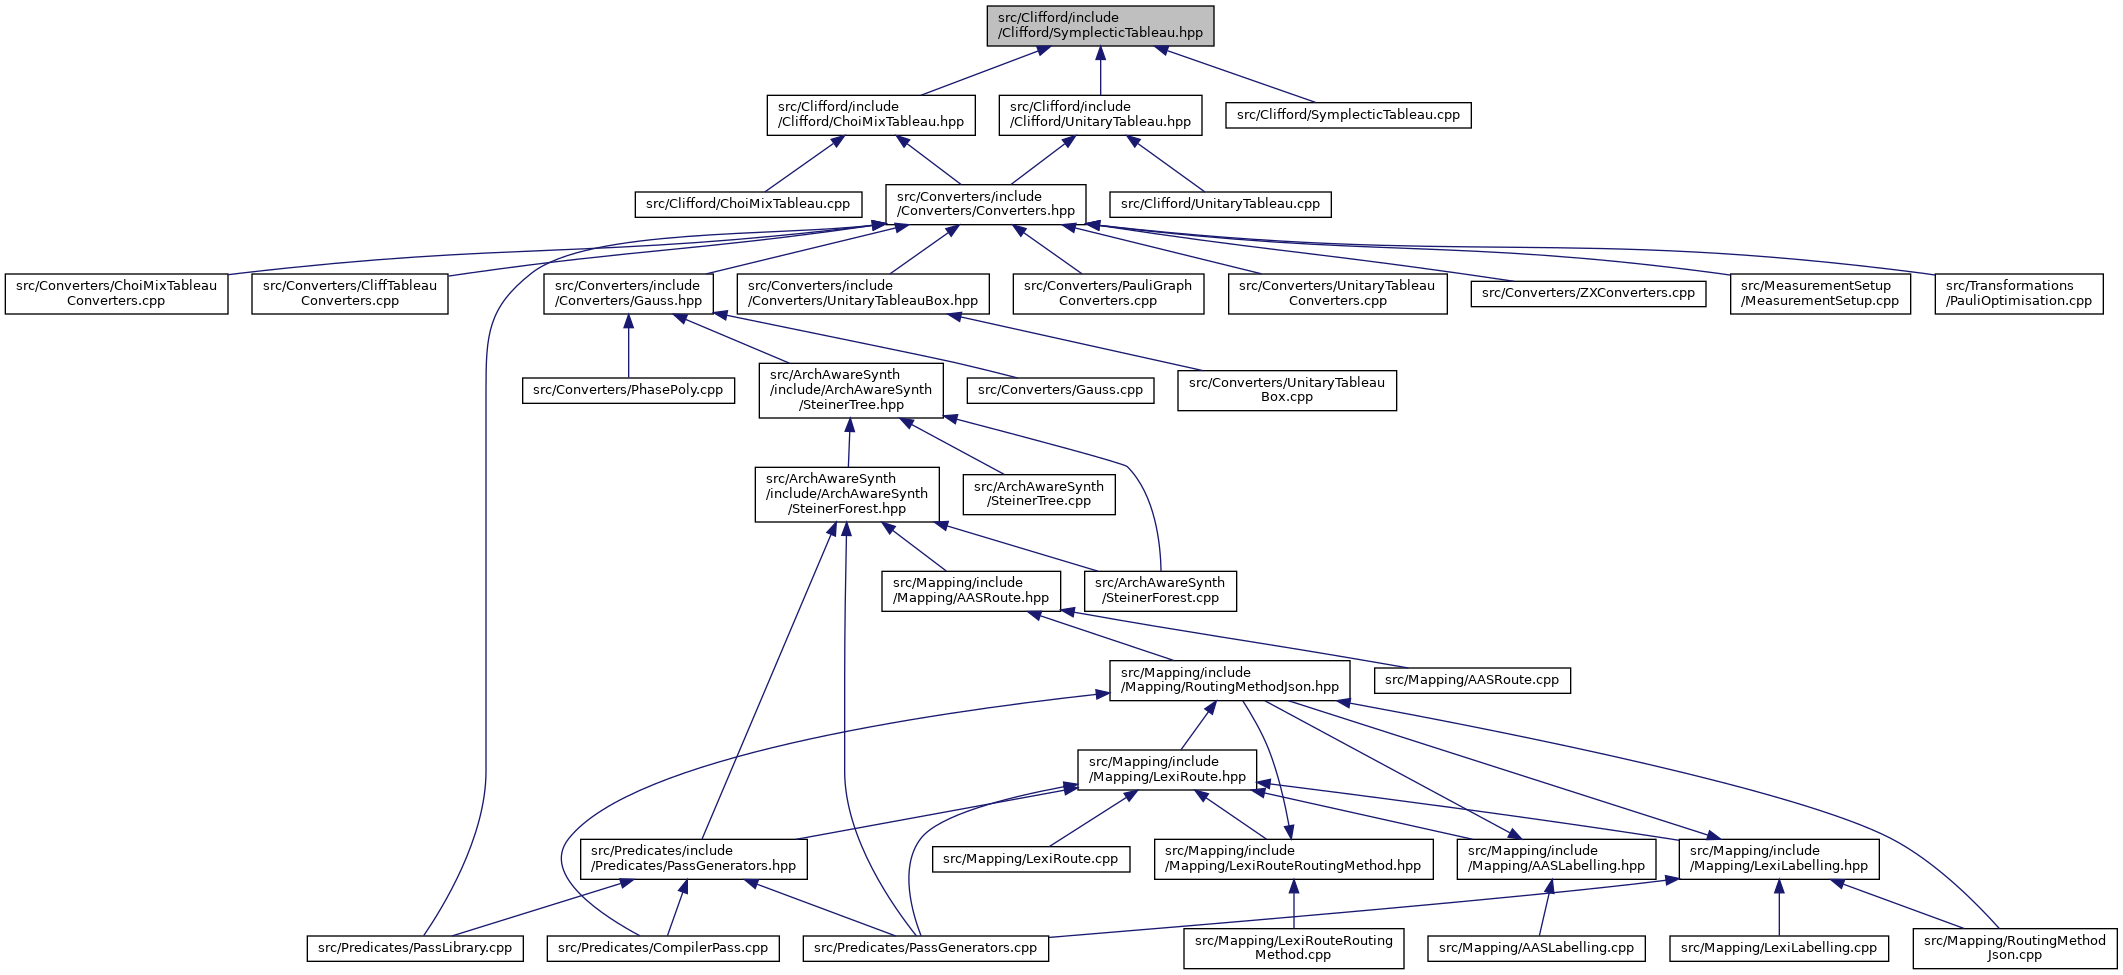 src/Clifford/include
/Clifford/SymplecticTableau.hpp
src/Clifford/include
/Clifford/ChoiMixTableau.hpp
src/Clifford/include
/Clifford/UnitaryTableau.hpp
src/Clifford/SymplecticTableau.cpp
src/Clifford/ChoiMixTableau.cpp
src/Converters/include
/Converters/Converters.hpp
src/Clifford/UnitaryTableau.cpp
src/Converters/ChoiMixTableau
Converters.cpp
src/Converters/CliffTableau
Converters.cpp
src/Converters/include
/Converters/Gauss.hpp
src/Converters/include
/Converters/UnitaryTableauBox.hpp
src/Converters/PauliGraph
Converters.cpp
src/Converters/UnitaryTableau
Converters.cpp
src/Converters/ZXConverters.cpp
src/MeasurementSetup
/MeasurementSetup.cpp
src/Transformations
/PauliOptimisation.cpp
src/Converters/PhasePoly.cpp
src/ArchAwareSynth
/include/ArchAwareSynth
/SteinerTree.hpp
src/Converters/Gauss.cpp
src/Converters/UnitaryTableau
Box.cpp
src/ArchAwareSynth
/include/ArchAwareSynth
/SteinerForest.hpp
src/ArchAwareSynth
/SteinerTree.cpp
src/Mapping/include
/Mapping/AASRoute.hpp
src/ArchAwareSynth
/SteinerForest.cpp
src/Mapping/include
/Mapping/RoutingMethodJson.hpp
src/Mapping/AASRoute.cpp
src/Mapping/include
/Mapping/LexiRoute.hpp
src/Predicates/include
/Predicates/PassGenerators.hpp
src/Mapping/LexiRoute.cpp
src/Mapping/include
/Mapping/LexiRouteRoutingMethod.hpp
src/Mapping/include
/Mapping/AASLabelling.hpp
src/Mapping/include
/Mapping/LexiLabelling.hpp
src/Predicates/PassLibrary.cpp
src/Predicates/CompilerPass.cpp
src/Predicates/PassGenerators.cpp
src/Mapping/LexiRouteRouting
Method.cpp
src/Mapping/AASLabelling.cpp
src/Mapping/LexiLabelling.cpp
src/Mapping/RoutingMethod
Json.cpp